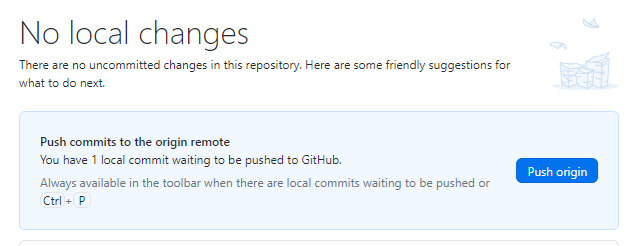 No local changes
There are no uncommitted changes in this repository. Here are some friendly suggestions for
what to do next.
Push commits to the origin remote
You have 1 local commit waiting to be pushed to GitHub.
Always available in the toolbar when there are local commits waiting to be pushed or
Ctrl + P
Push origin